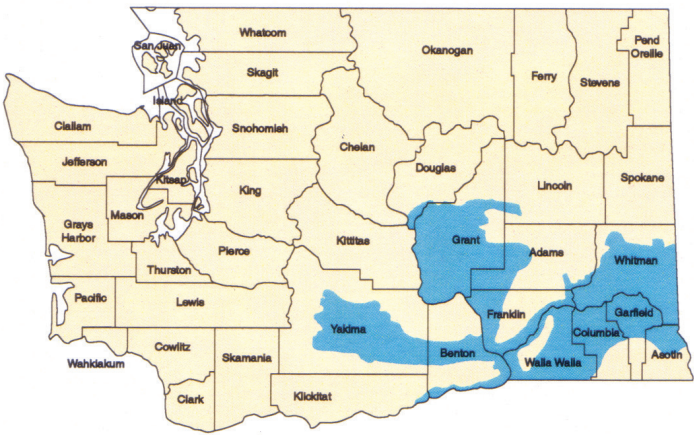 Whatcom
San Juan
Okanogan
Pend
Oreille
Skagit
Ferry
Stevens
Island
Clallam
Snohomish
Chelan
Jefferson
Douglas
Kitsap
King
Lincoln
Spokane
Mason
Grays
Harbor
Kittitas
Grant
Pierce
Adams
Whitman
Thurston
Pacific
Lewis
Yakima
Franklin
Garfield
Columbia
Cowlitz
Benton
Asotin
Wahkiakum
Skamania
Walla Walla
Klickitat
Clark